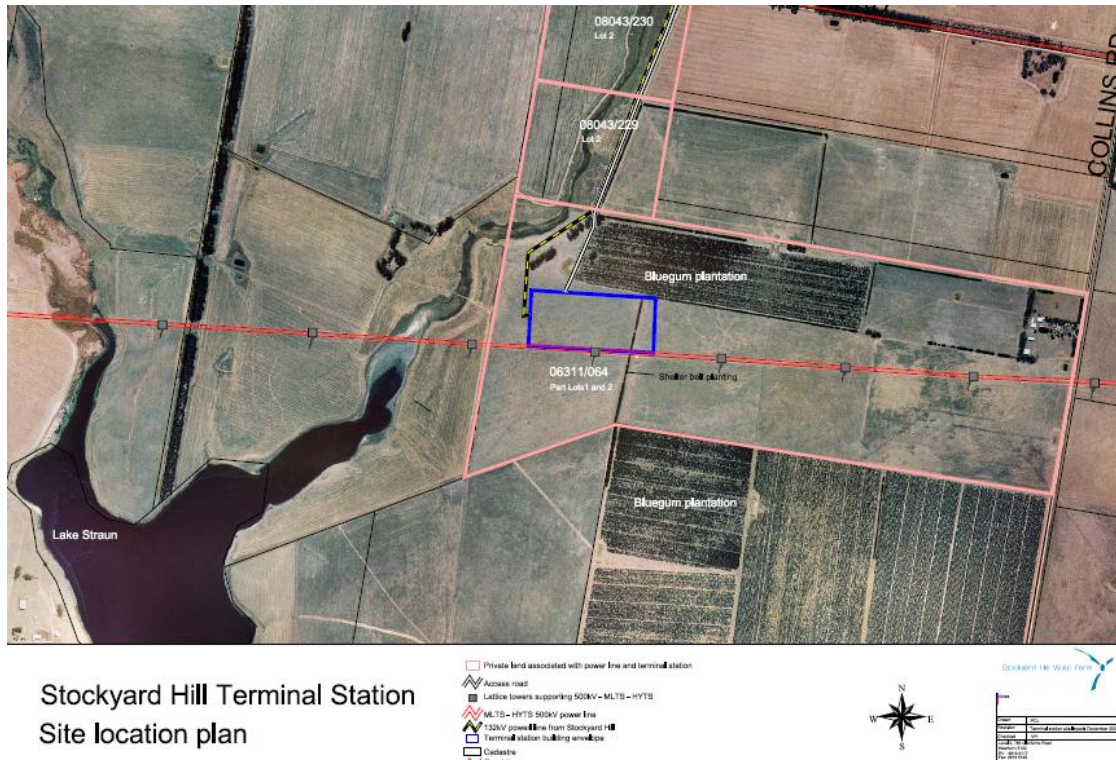 08043/230
Lot 2
COLLINS RD
08043/229
Lot 2
Bluegum plantation
06311/064
Part Lots1 and 2
Shelter belt planting
Bluegum plantation
Lake Straun
Stockyard Hill Terminal Station
Site location plan
Private land associated with power line and terminal station
Access road
Lattice towers supporting 500kV - MLTS - HYTS
MLTS - HYTS 500kV power line
132kV powerline from Stockyard Hill
Terminal station building envelope
Cadastre
N
W E
S
Stockyard Hill Wind Farm